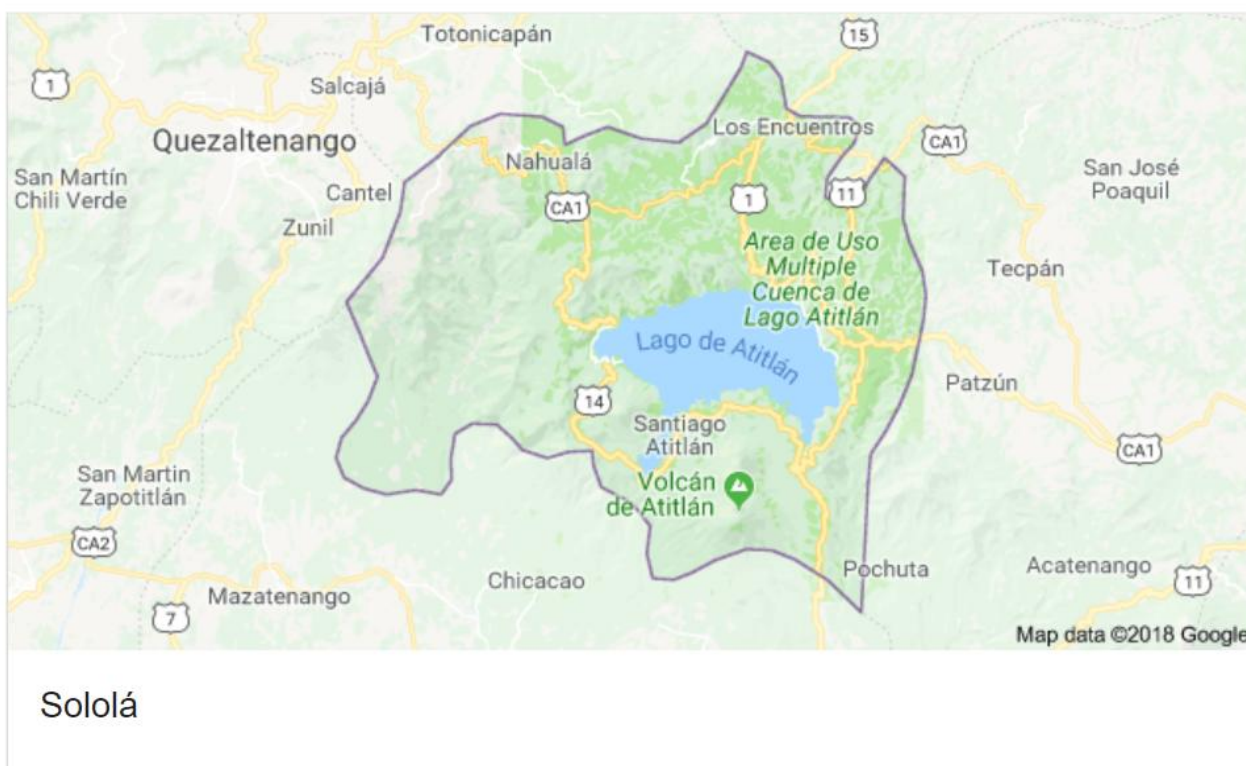 Totonicapán
15
1
Salcajá
Los Encuentros
CA1
Quezaltenango
Nahualá
San José
Poaquil
San Martín
Chili Verde
Cantel
CA1
1
11
Zunil
Area de Uso
Multiple
Cuenca de
Lago Atitlán
Tecpán
Lago de Atitlán
Patzún
14
Santiago
Atitlán
CA1
San Martin
Zapotitlán
Volcán
de Atitlán
CA2
Chicacao
Pochuta
Acatenango
11
Mazatenango
7
Map data ©2018 Google
Sololá